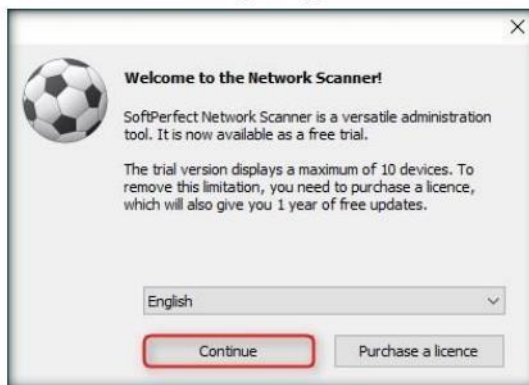 Welcome to the Network Scanner!
SoftPerfect Network Scanner is a versatile administration
tool. It is now available as a free trial.
The trial version displays a maximum of 10 devices. To
remove this limitation, you need to purchase a licence,
which will also give you 1 year of free updates.
English
Continue
Purchase a licence